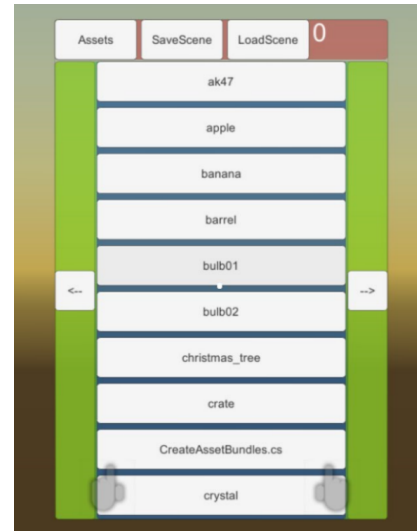 Assets SaveScene LoadScene 0
ak47
apple
banana
barrel
bulb01
<-- -->
bulb02
christmas_tree
crate
CreateAssetBundles.cs
crystal